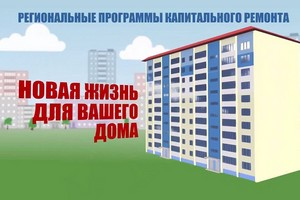 РЕГИОНАЛЬНЫЕ ПРОГРАММЫ КАПИТАЛЬНОГО РЕМОНТА
НОВАЯ ЖИЗНЬ
ДЛЯ ВАШЕГО
ДОМА